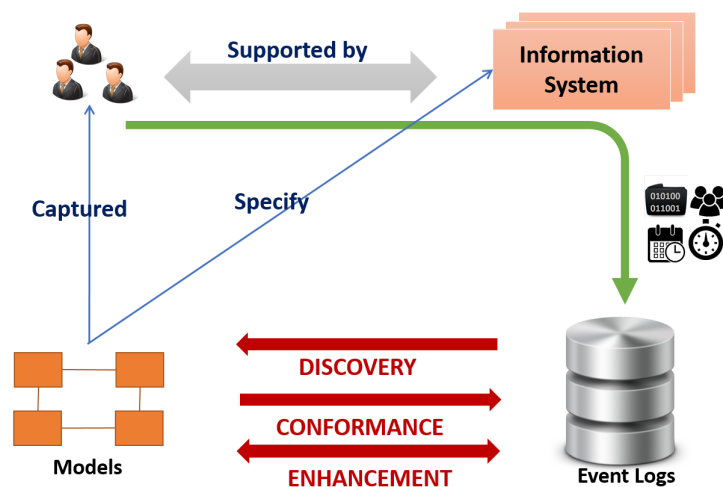 Supported by
Information
System
010100
011001
Captured
Specify
DISCOVERY
CONFORMANCE
ENHANCEMENT
Models
Event Logs